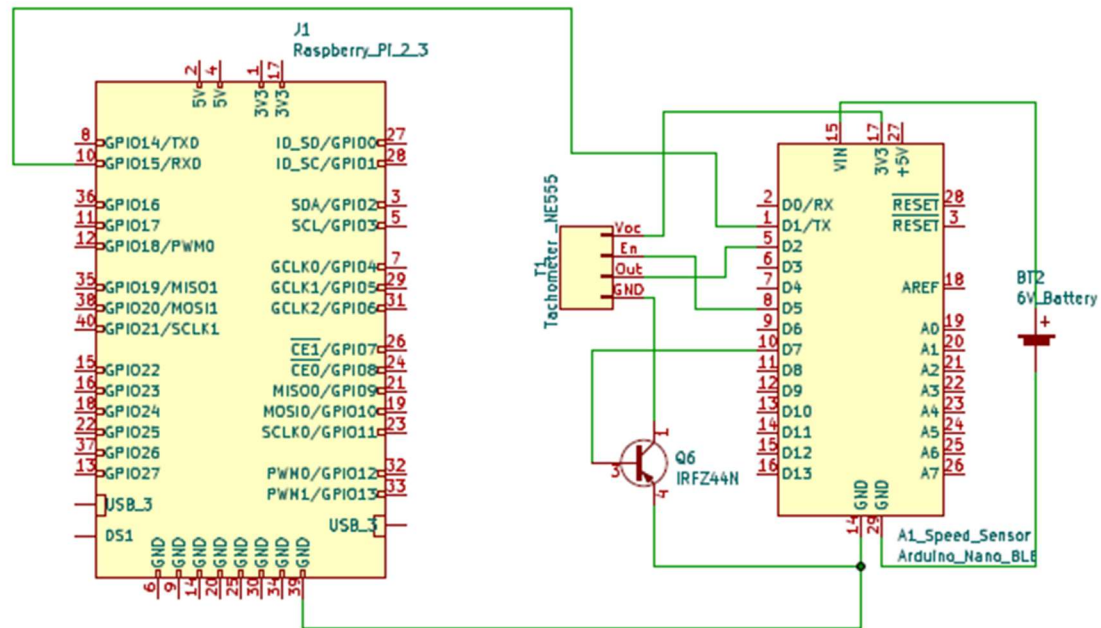 J1
Raspberry_Pi_2_3
2 4 1 17
5V 5V 3V3 3V3
8 GPIO14/TXD ID_SD/GPIO0 27
10 GPIO15/RXD ID_SC/GPIO1 28
36 GPIO16 SDA/GPIO2 3
11 GPIO17 SCL/GPIO3 5
12 GPIO18/PWM0
GCLK0/GPIO4 7
35 GPIO19/MISO1 GCLK1/GPIO5 29
38 GPIO20/MOSI1 GCLK2/GPIO6 31
40 GPIO21/SCLK1
CE1/GPIO7 26
15 GPIO22 CE0/GPIO8 24
16 GPIO23 MISO0/GPIO9 21
18 GPIO24 MOSI0/GPIO10 19
22 GPIO25 SCLK0/GPIO11 23
37 GPIO26
13 GPIO27 PWM0/GPIO12 32
PWM1/GPIO13 33
USB_3
USB_3
DS1
GND GND GND GND GND GND GND GND
6 9 14 20 25 30 34 39
T1
Tachometer_NE555
Vcc
En
Out
GND
1
3
4
Q6
IRFZ44N
15 17 27
VIN 3V3 +5V
2 D0/RX RESET 28
1 D1/TX RESET 3
5 D2
6 D3
7 D4 AREF 18
8 D5
9 D6 A0 19
10 D7 A1 20
11 D8 A2 21
12 D9 A3 22
13 D10 A4 23
14 D11 A5 24
15 D12 A6 25
16 D13 A7 26
GND GND
14 29
A1_Speed_Sensor
Arduino_Nano_BLE
BT2
6V_Battery
+